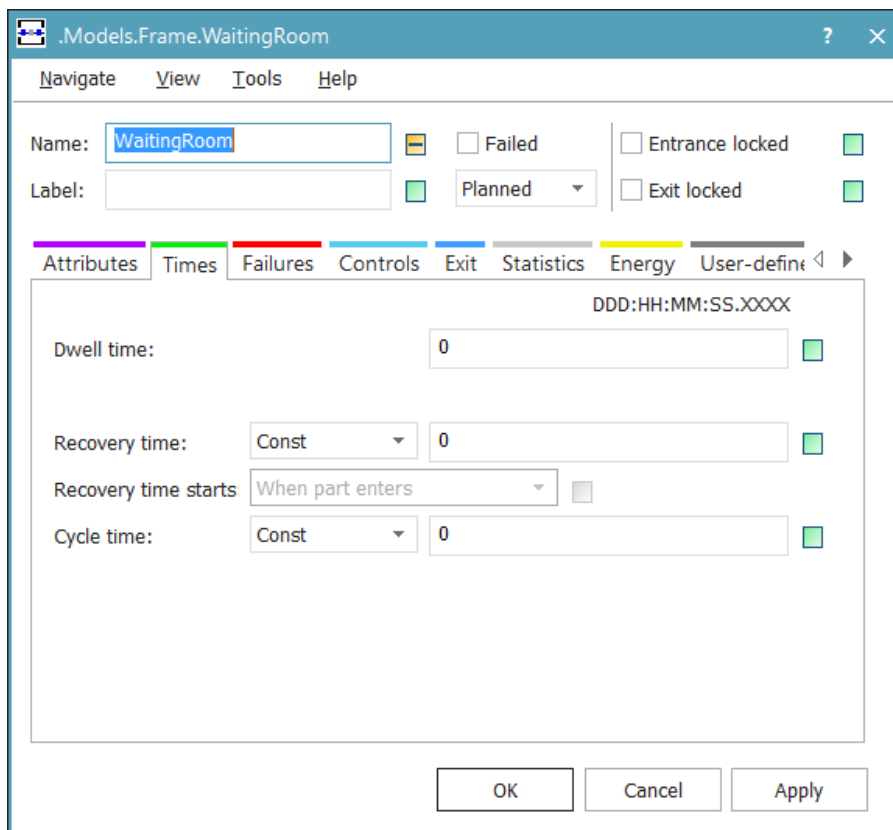 .Models.Frame.WaitingRoom ?
Navigate View Tools Help
Name: WaitingRoom Failed Entrance locked
Label: Planned Exit locked
Attributes Times Failures Controls Exit Statistics Energy User-define
DDD:HH:MM:SS.XXXX
Dwell time: 0
Recovery time: Const 0
Recovery time starts: When part enters
Cycle time: Const 0
OK Cancel Apply